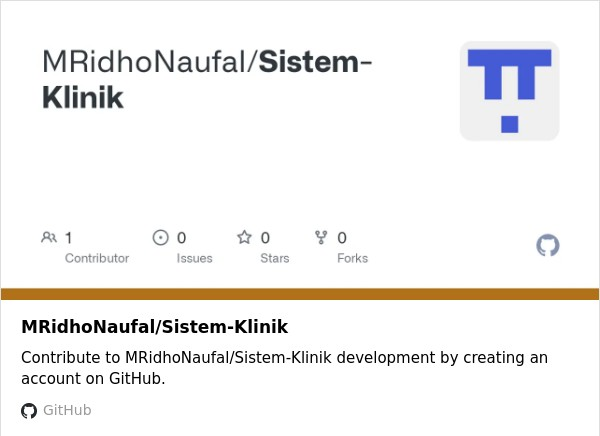 MRidhoNaufal/Sistem-
Klinik
1
Contributor
0
Issues
0
Stars
0
Forks
MRidhoNaufal/Sistem-Klinik
Contribute to MRidhoNaufal/Sistem-Klinik development by creating an
account on GitHub.
GitHub